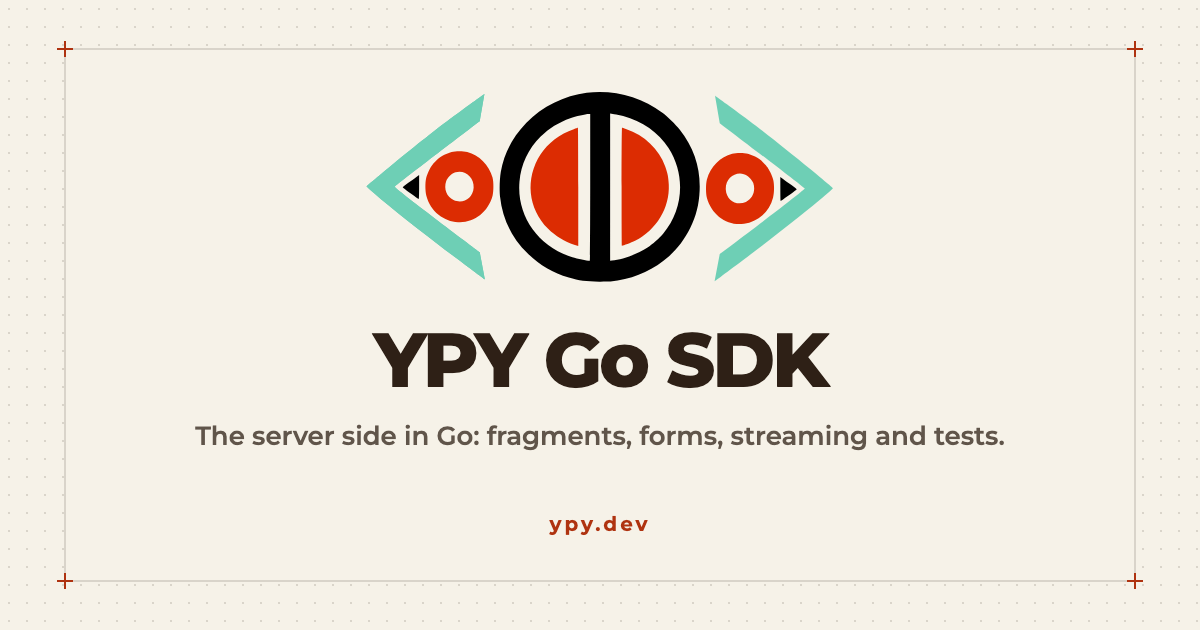 YPY Go SDK
The server side in Go: fragments, forms, streaming and tests.
ypy.dev